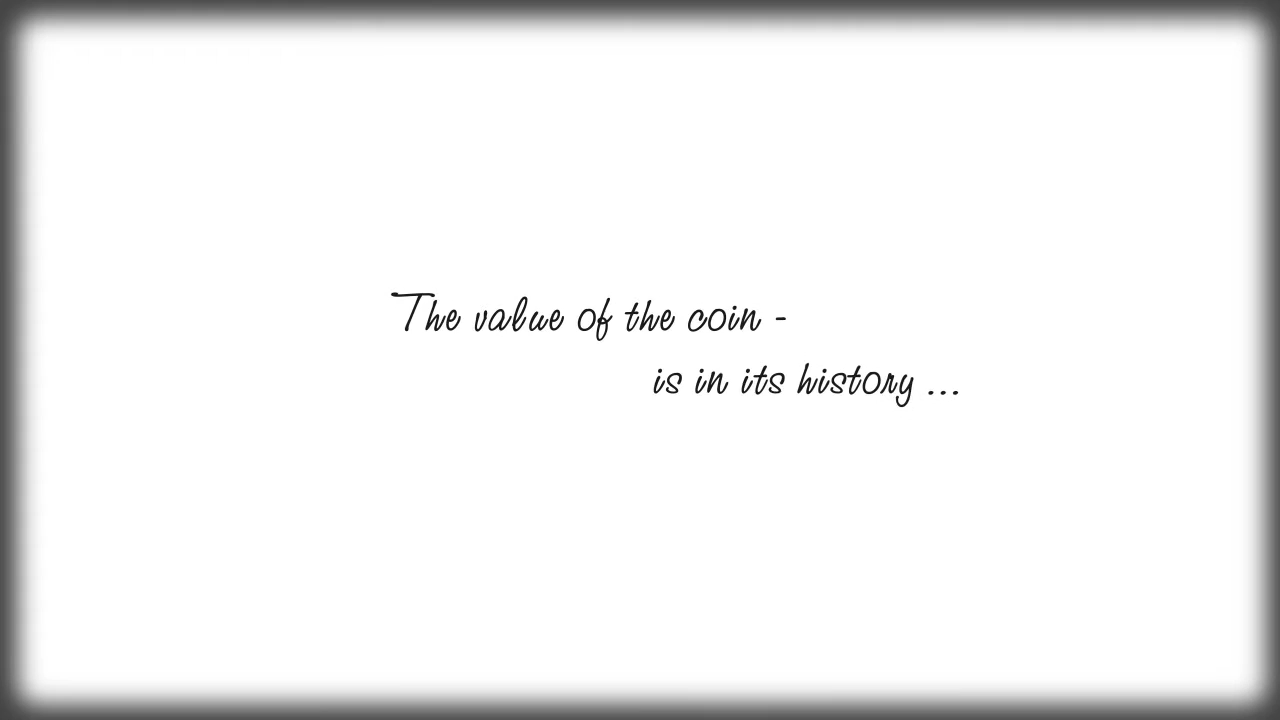 The value of the coin -
is in its history ...